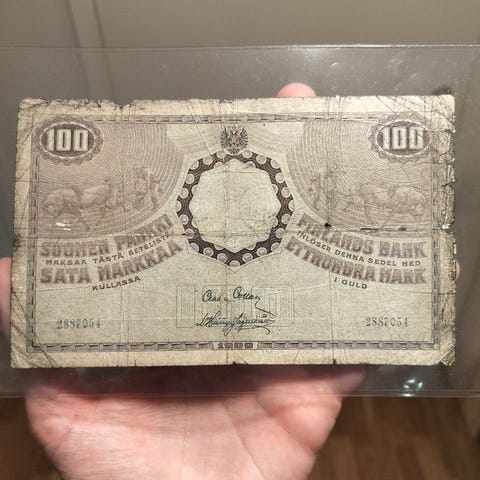 100 100
SUOMEN PANKKI
MAKSAA TÄSTÄ SETELISTÄ
SATA MARKKAA
KULLASSA
FINLANDS BANK
INLÖSER DENNA SEDEL MED
ETTHUNDRA MARK
I GULD
2887054 2887054
1909